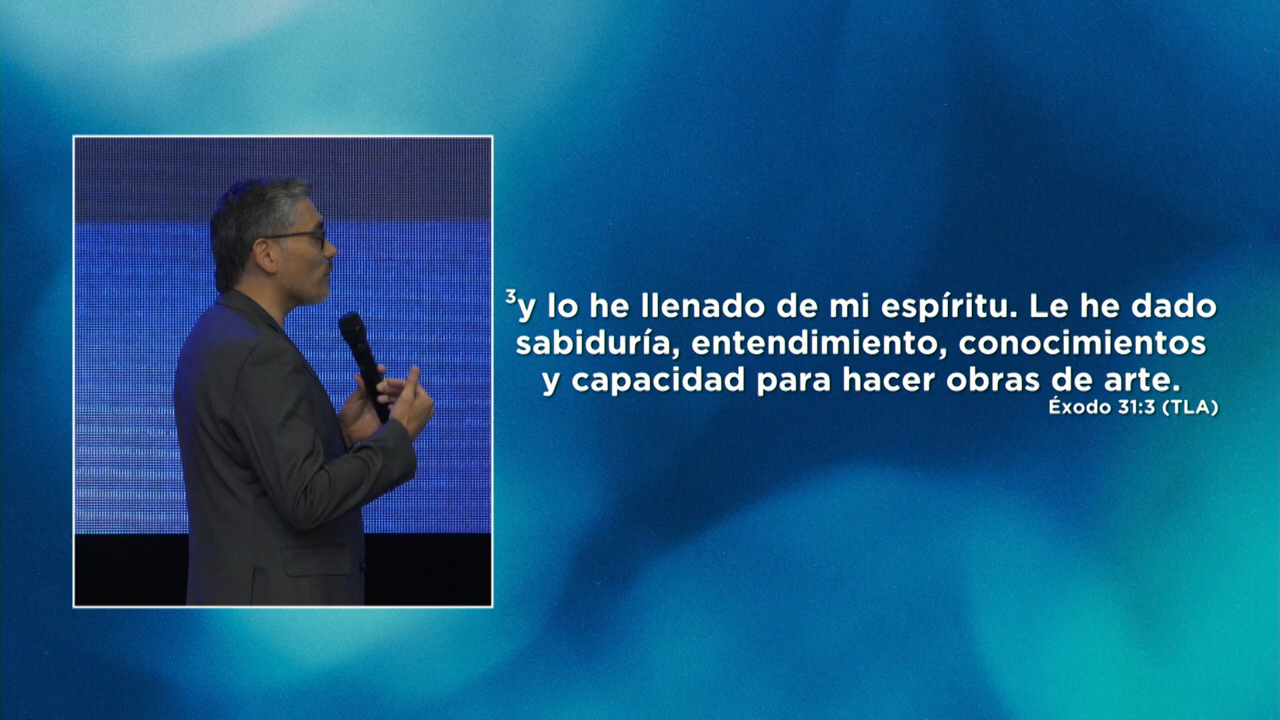 ³y lo he llenado de mi espíritu. Le he dado
sabiduría, entendimiento, conocimientos
y capacidad para hacer obras de arte.
Éxodo 31:3 (TLA)